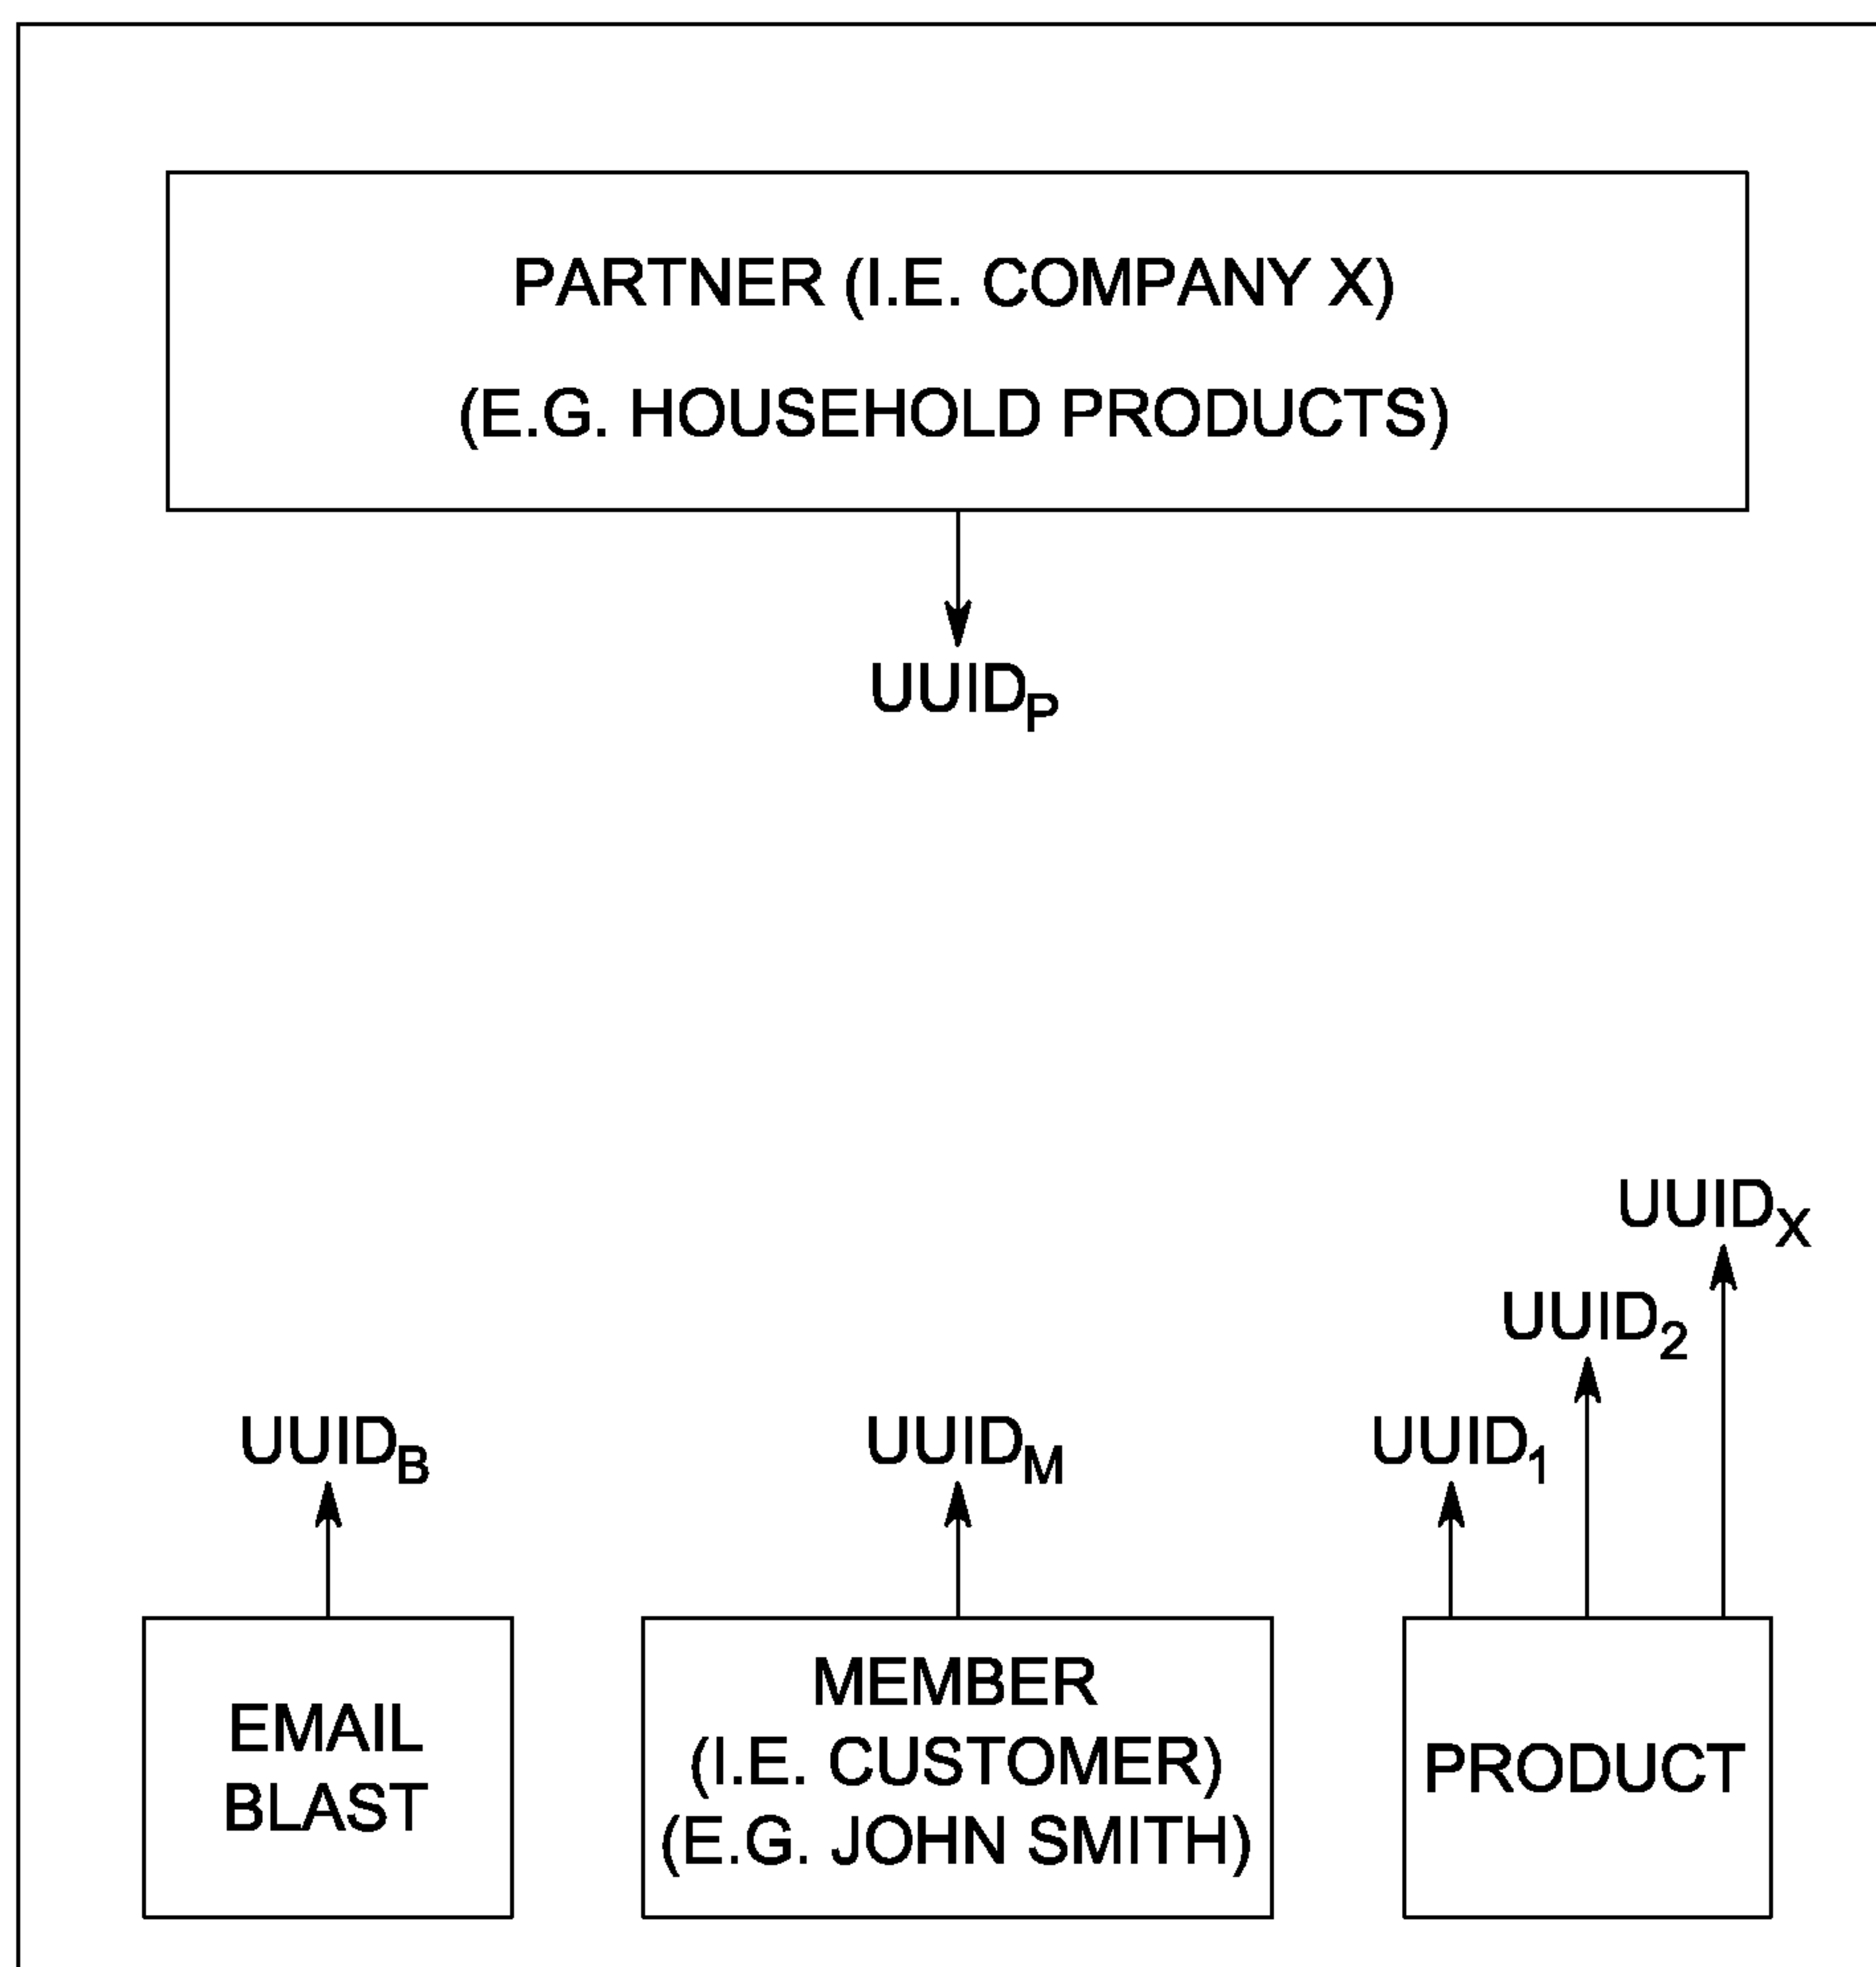 PARTNER (I.E. COMPANY X)
(E.G. HOUSEHOLD PRODUCTS)
UUIDP
UUIDX
UUID2
UUIDB
UUIDM
UUID1
EMAIL
BLAST
MEMBER
(I.E. CUSTOMER)
(E.G. JOHN SMITH)
PRODUCT